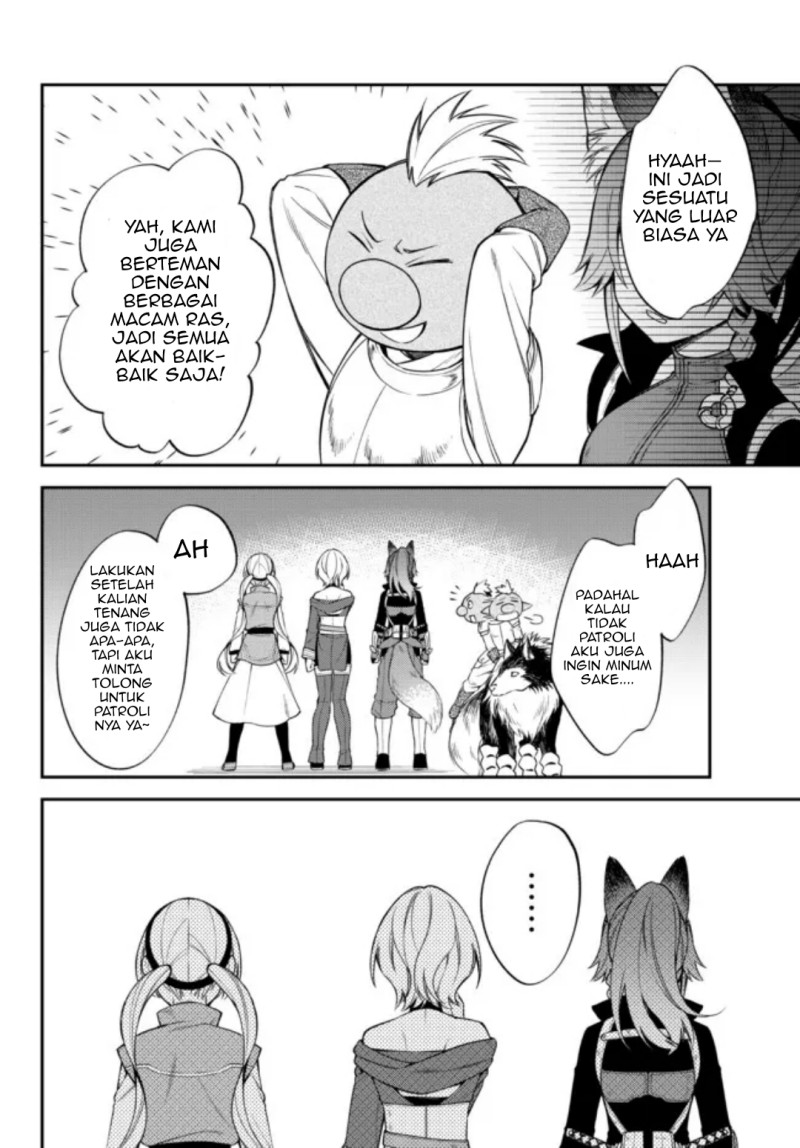 HYAAH—
INI JADI
SESUATU
YANG LUAR
BIASA YA
YAH, KAMI
JUGA
BERTEMAN
DENGAN
BERBAGAI
MACAM RAS,
JADI SEMUA
AKAN BAIK-
BAIK SAJA!
HAAH
PADAHAL
KALAU
TIDAK
PATROLI
AKU JUGA
INGIN MINUM
SAKE....
AH
LAKUKAN
SETELAH
KALIAN
TENANG
JUGA TIDAK
APA-APA,
TAPI AKU
MINTA
TOLONG
UNTUK
PATROLI
NYA YA~
......